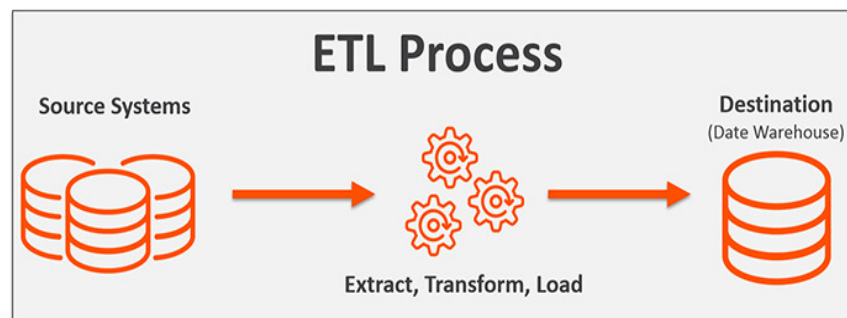 ETL Process
Source Systems
Destination
(Date Warehouse)
Extract, Transform, Load